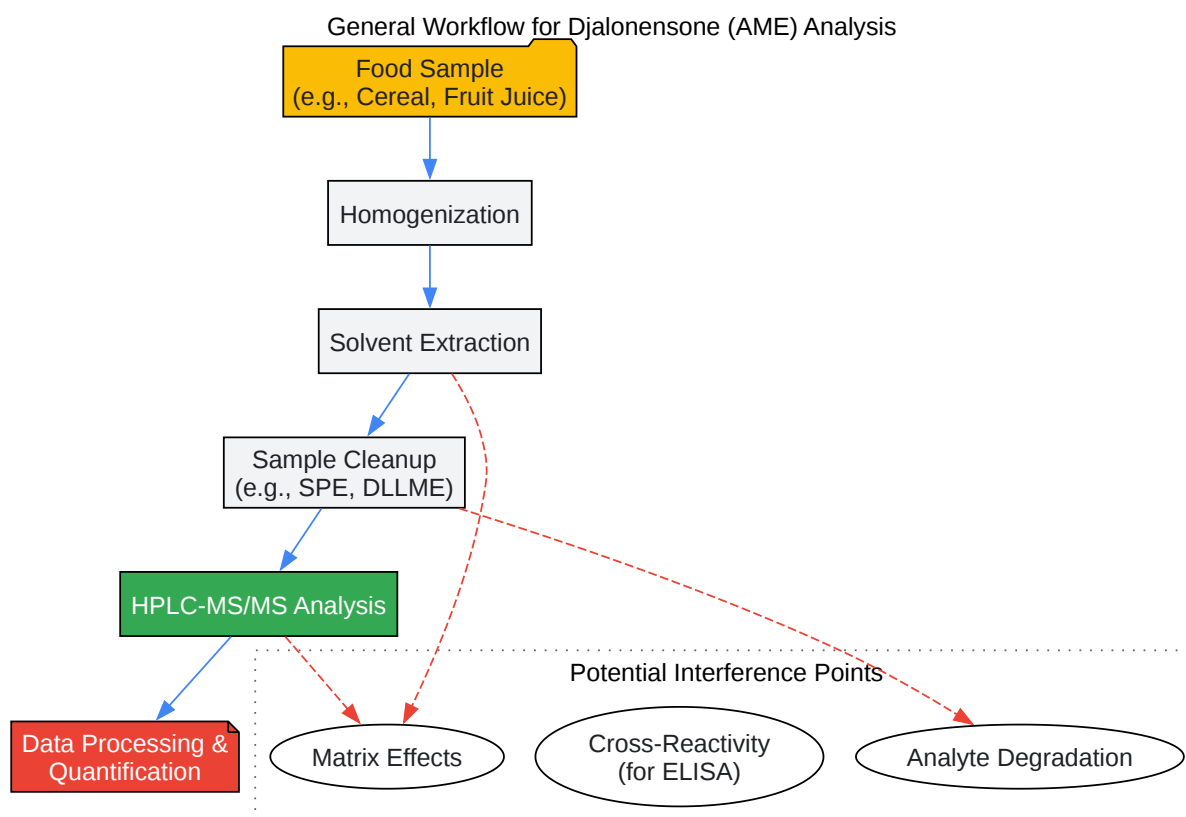 General Workflow for Djalonensone (AME) Analysis
Food Sample
(e.g., Cereal, Fruit Juice)
Homogenization
Solvent Extraction
Sample Cleanup
(e.g., SPE, DLLME)
HPLC-MS/MS Analysis
Potential Interference Points
Data Processing &
Quantification
Matrix Effects
Cross-Reactivity
(for ELISA)
Analyte Degradation